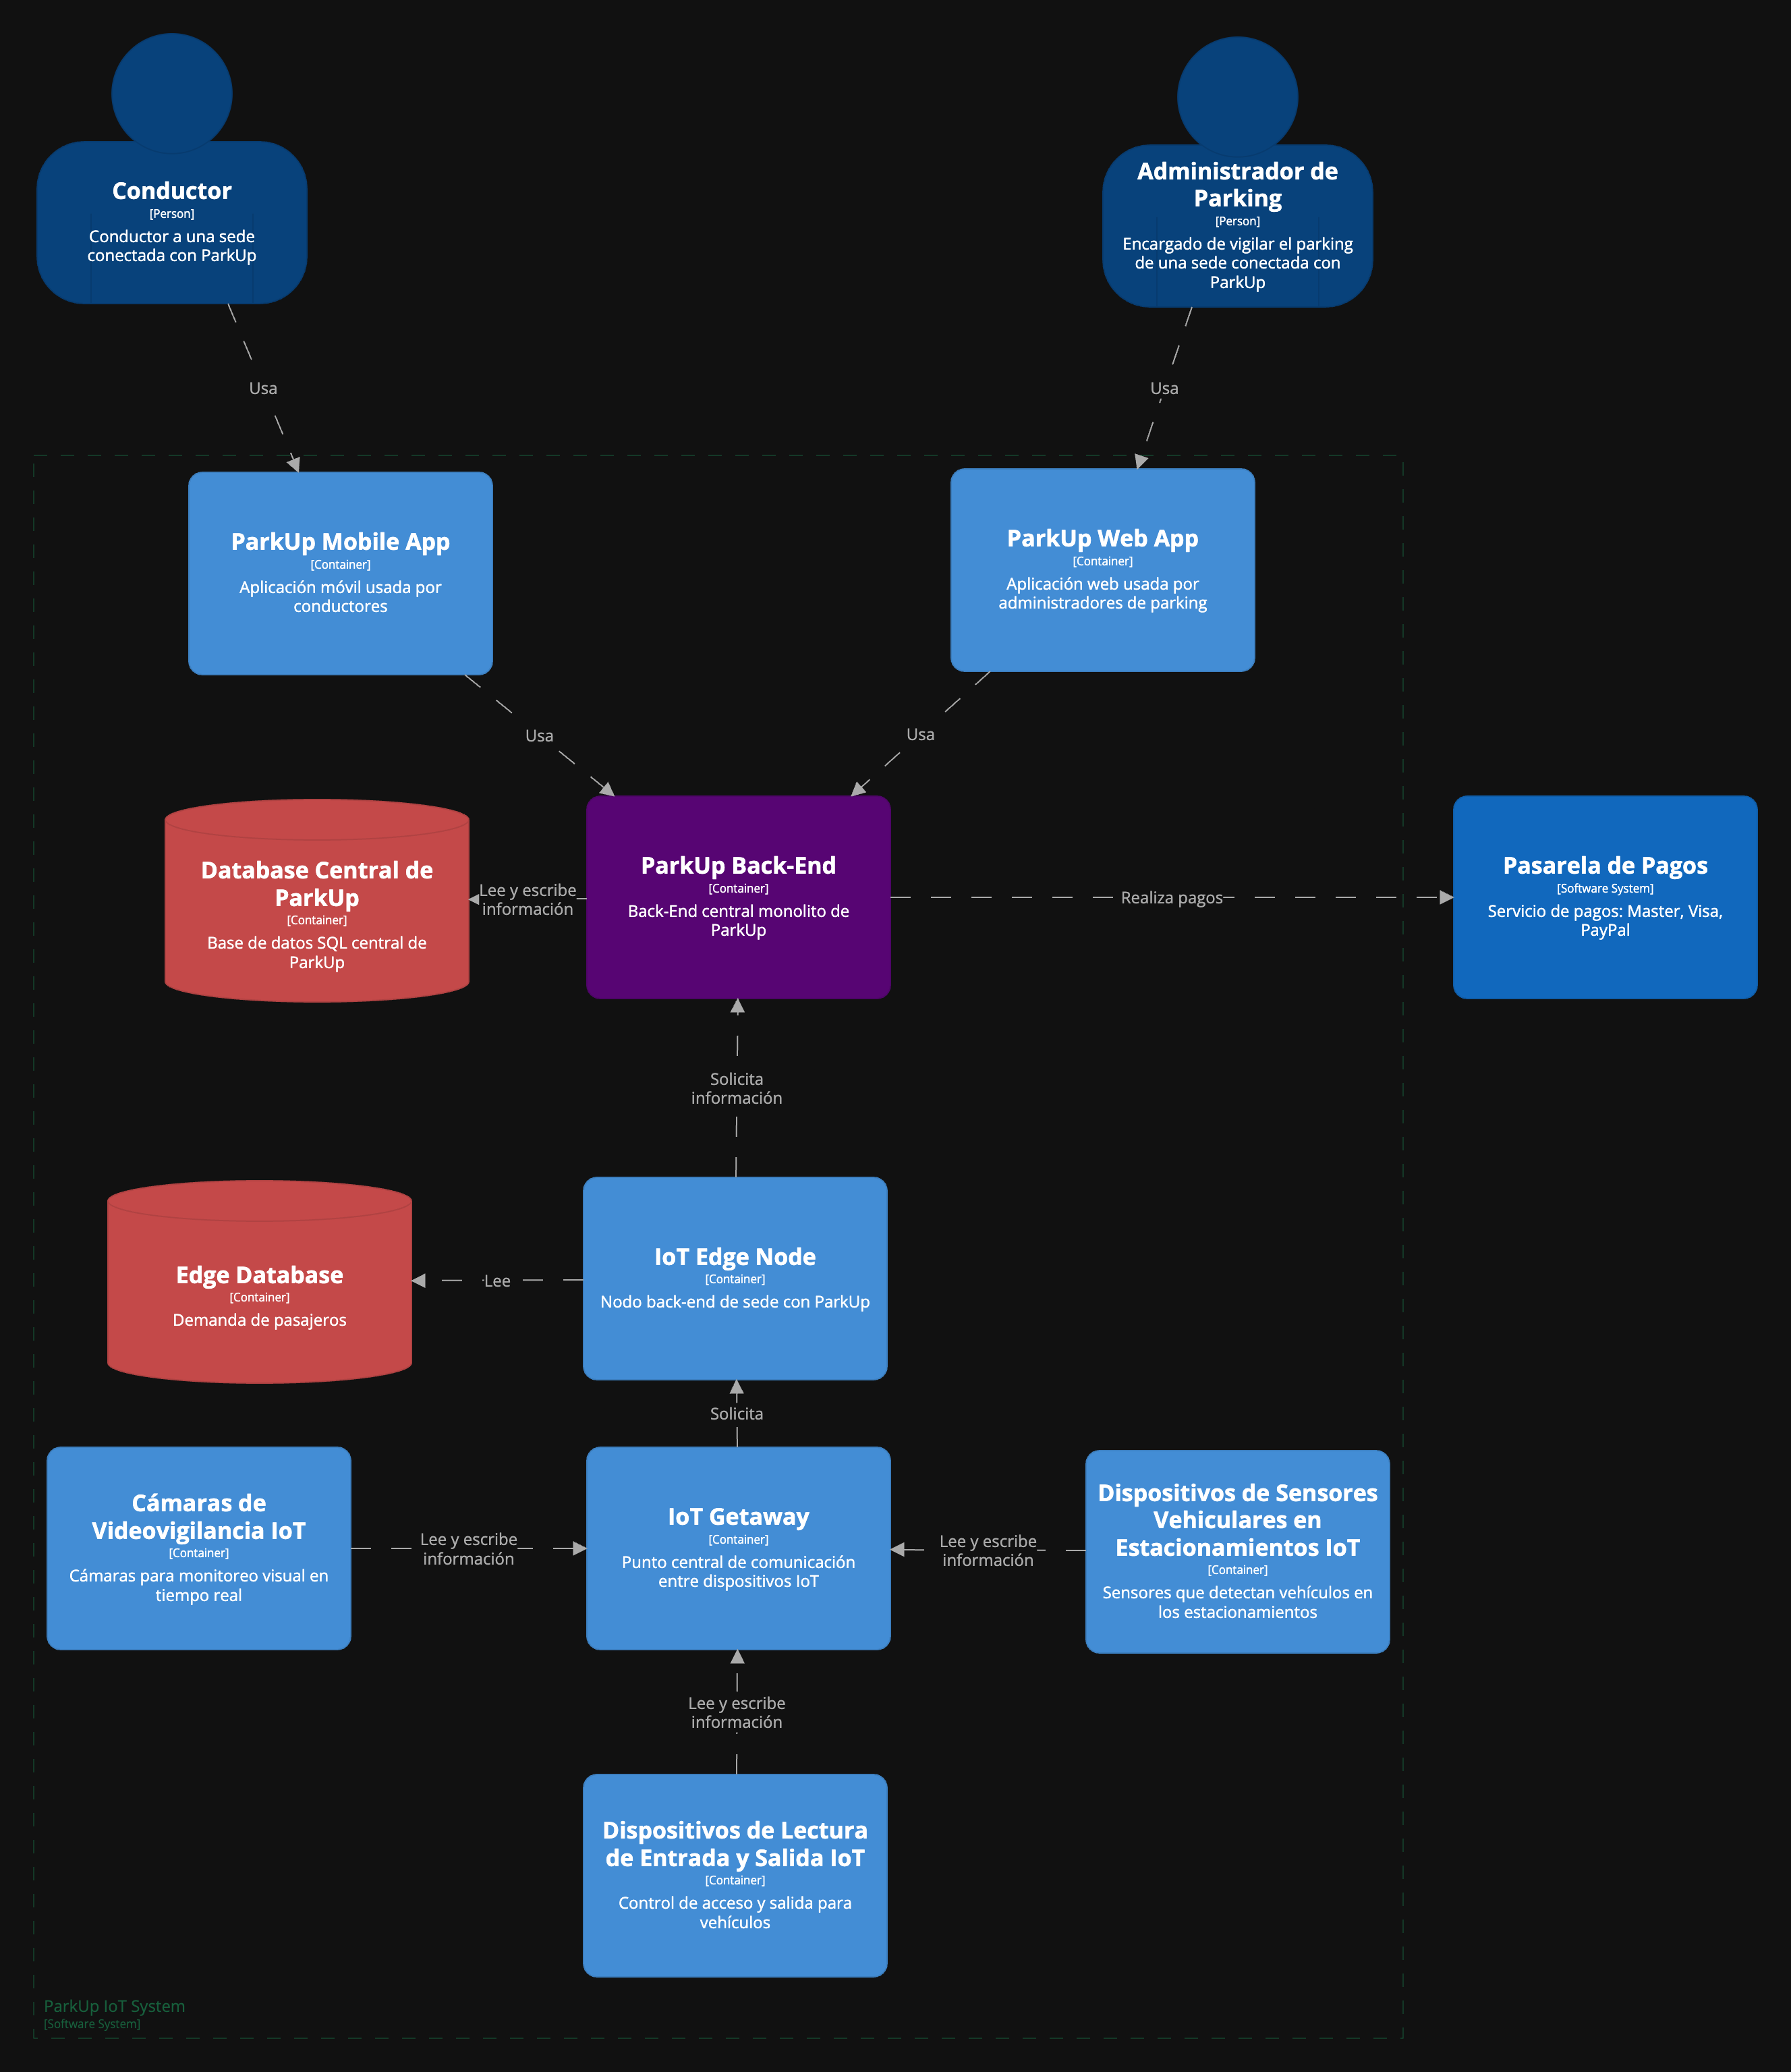 Conductor
[Person]
Conductor a una sede
conectada con ParkUp
Administrador de
Parking
[Person]
Encargado de vigilar el parking
de una sede conectada con
ParkUp
Usa
Usa
ParkUp Mobile App
[Container]
Aplicación móvil usada por
conductores
ParkUp Web App
[Container]
Aplicación web usada por
administradores de parking
Usa
Usa
Database Central de
ParkUp
[Container]
Base de datos SQL central de
ParkUp
Lee y escribe
información
ParkUp Back-End
[Container]
Back-End central monolito de
ParkUp
Realiza pagos
Pasarela de Pagos
[Software System]
Servicio de pagos: Master, Visa,
PayPal
Solicita
información
Edge Database
[Container]
Demanda de pasajeros
Lee
IoT Edge Node
[Container]
Nodo back-end de sede con ParkUp
Solicita
Cámaras de
Videovigilancia IoT
[Container]
Cámaras para monitoreo visual en
tiempo real
Lee y escribe
información
IoT Getaway
[Container]
Punto central de comunicación
entre dispositivos IoT
Lee y escribe
información
Dispositivos de Sensores
Vehiculares en
Estacionamientos IoT
[Container]
Sensores que detectan vehículos en
los estacionamientos
Lee y escribe
información
Dispositivos de Lectura
de Entrada y Salida IoT
[Container]
Control de acceso y salida para
vehículos
ParkUp IoT System
[Software System]